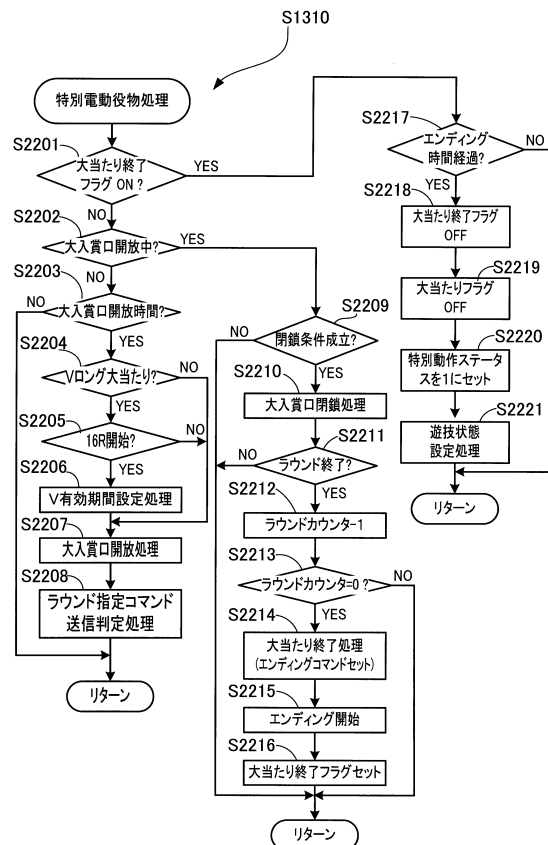 S1310
特別電動役物処理
S2201
大当たり終了
フラグ ON？
YES
NO
S2202
大入賞口開放中？
YES
NO
S2203
NO
大入賞口開放時間？
YES
S2204
Vロング大当たり？
NO
YES
S2205
16R開始？
NO
YES
S2206
V有効期間設定処理
S2207
大入賞口開放処理
S2208
ラウンド指定コマンド
送信判定処理
リターン
S2209
NO
閉鎖条件成立？
YES
S2210
大入賞口閉鎖処理
S2211
NO
ラウンド終了？
YES
S2212
ラウンドカウンタ-1
S2213
ラウンドカウンタ=0？
NO
YES
S2214
大当たり終了処理
(エンディングコマンドセット)
S2215
エンディング開始
S2216
大当たり終了フラグセット
リターン
S2217
エンディング
時間経過？
NO
YES
S2218
大当たり終了フラグ
OFF
S2219
大当たりフラグ
OFF
S2220
特別動作ステータ
スを1にセット
S2221
遊技状態
設定処理
リターン